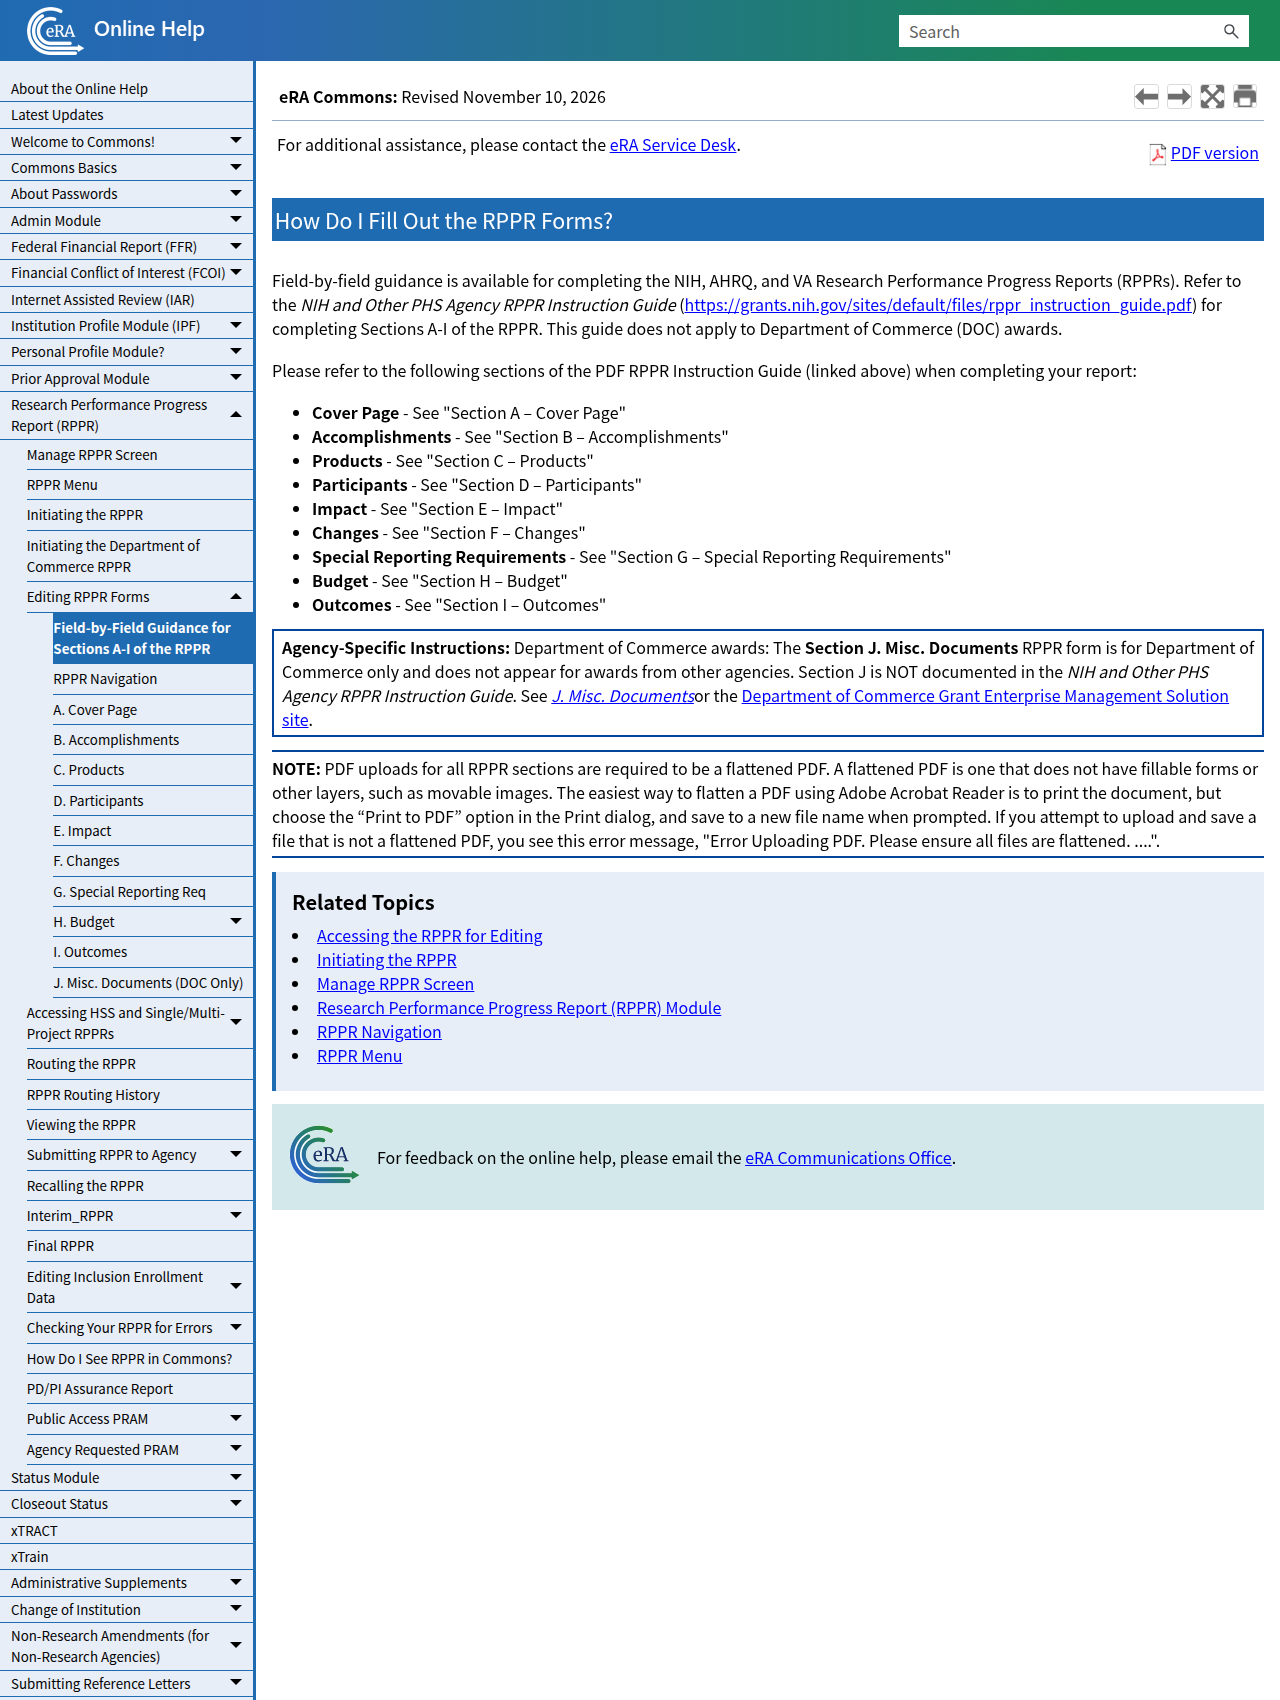 eRA
Online Help
Search
About the Online Help
Latest Updates
Welcome to Commons!
Commons Basics
About Passwords
Admin Module
Federal Financial Report (FFR)
Financial Conflict of Interest (FCOI)
Internet Assisted Review (IAR)
Institution Profile Module (IPF)
Personal Profile Module?
Prior Approval Module
Research Performance Progress
Report (RPPR)
Manage RPPR Screen
RPPR Menu
Initiating the RPPR
Initiating the Department of
Commerce RPPR
Editing RPPR Forms
Field-by-Field Guidance for
Sections A-I of the RPPR
RPPR Navigation
A. Cover Page
B. Accomplishments
C. Products
D. Participants
E. Impact
F. Changes
G. Special Reporting Req
H. Budget
I. Outcomes
J. Misc. Documents (DOC Only)
Accessing HSS and Single/Multi-
Project RPPRs
Routing the RPPR
RPPR Routing History
Viewing the RPPR
Submitting RPPR to Agency
Recalling the RPPR
Interim_RPPR
Final RPPR
Editing Inclusion Enrollment
Data
Checking Your RPPR for Errors
How Do I See RPPR in Commons?
PD/PI Assurance Report
Public Access PRAM
Agency Requested PRAM
Status Module
Closeout Status
xTRACT
xTrain
Administrative Supplements
Change of Institution
Non-Research Amendments (for
Non-Research Agencies)
Submitting Reference Letters
eRA Commons: Revised November 10, 2026
For additional assistance, please contact the eRA Service Desk.
PDF version
How Do I Fill Out the RPPR Forms?
Field-by-field guidance is available for completing the NIH, AHRQ, and VA Research Performance Progress Reports (RPPRs). Refer to
the NIH and Other PHS Agency RPPR Instruction Guide (https://grants.nih.gov/sites/default/files/rppr_instruction_guide.pdf) for
completing Sections A-I of the RPPR. This guide does not apply to Department of Commerce (DOC) awards.
Please refer to the following sections of the PDF RPPR Instruction Guide (linked above) when completing your report:
• Cover Page - See "Section A – Cover Page"
• Accomplishments - See "Section B – Accomplishments"
• Products - See "Section C – Products"
• Participants - See "Section D – Participants"
• Impact - See "Section E – Impact"
• Changes - See "Section F – Changes"
• Special Reporting Requirements - See "Section G – Special Reporting Requirements"
• Budget - See "Section H – Budget"
• Outcomes - See "Section I – Outcomes"
Agency-Specific Instructions: Department of Commerce awards: The Section J. Misc. Documents RPPR form is for Department of
Commerce only and does not appear for awards from other agencies. Section J is NOT documented in the NIH and Other PHS
Agency RPPR Instruction Guide. See J. Misc. Documentsor the Department of Commerce Grant Enterprise Management Solution
site.
NOTE: PDF uploads for all RPPR sections are required to be a flattened PDF. A flattened PDF is one that does not have fillable forms or
other layers, such as movable images. The easiest way to flatten a PDF using Adobe Acrobat Reader is to print the document, but
choose the “Print to PDF” option in the Print dialog, and save to a new file name when prompted. If you attempt to upload and save a
file that is not a flattened PDF, you see this error message, "Error Uploading PDF. Please ensure all files are flattened. ....".
Related Topics
• Accessing the RPPR for Editing
• Initiating the RPPR
• Manage RPPR Screen
• Research Performance Progress Report (RPPR) Module
• RPPR Navigation
• RPPR Menu
eRA
For feedback on the online help, please email the eRA Communications Office.